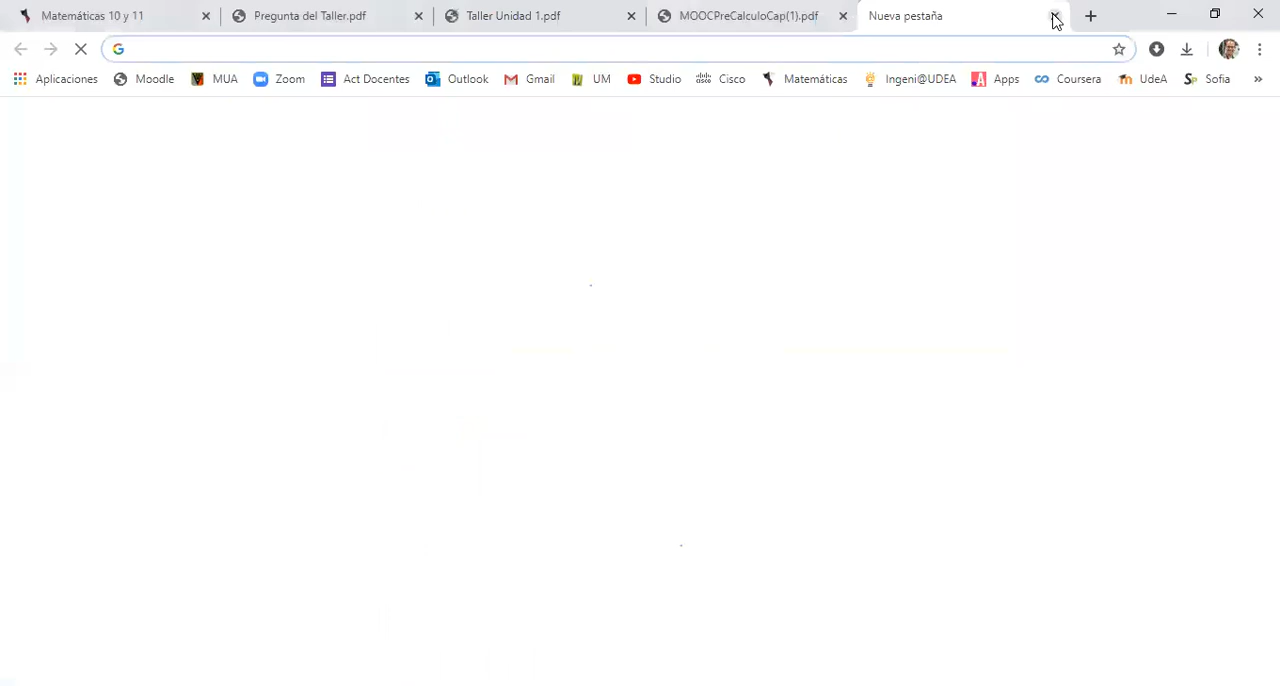 Matemáticas 10 y 11
Pregunta del Taller.pdf
Taller Unidad 1.pdf
MOOCPreCalculoCap(1).pdf
Nueva pestaña
Aplicaciones
Moodle
MUA
Zoom
Act Docentes
Outlook
Gmail
UM
Studio
Cisco
Matemáticas
Ingeni@UDEA
Apps
Coursera
UdeA
Sofia